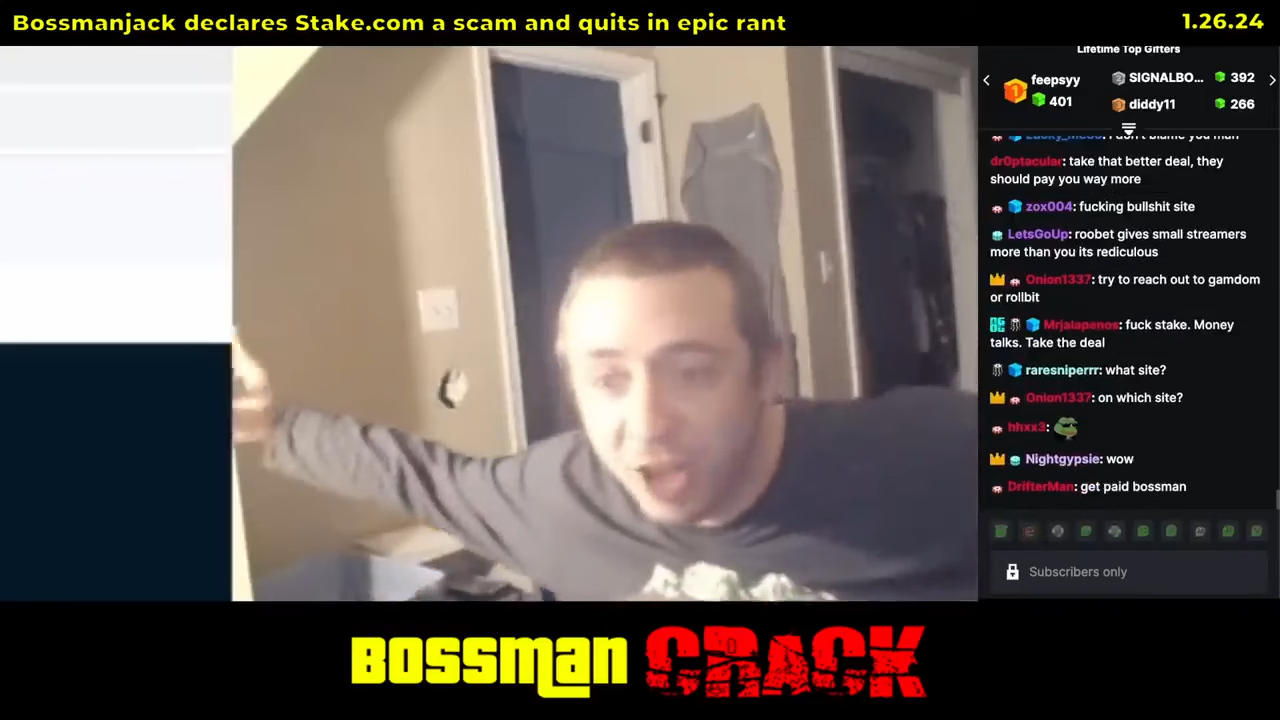 Bossmanjack declares Stake.com a scam and quits in epic rant
1.26.24
Lifetime Top Gifters
feepsyy
401
SIGNALBO... 392
diddy11 266
I don't blame you man
dr0ptacular: take that better deal, they
should pay you way more
zox004: fucking bullshit site
LetsGoUp: roobet gives small streamers
more than you its rediculous
Onion1337: try to reach out to gamdom
or rollbit
Mrjalapenos: fuck stake. Money
talks. Take the deal
raresniperrr: what site?
Onion1337: on which site?
hhxx3:
Nightgypsie: wow
DrifterMan: get paid bossman
Subscribers only
BOSSMAN CRACK